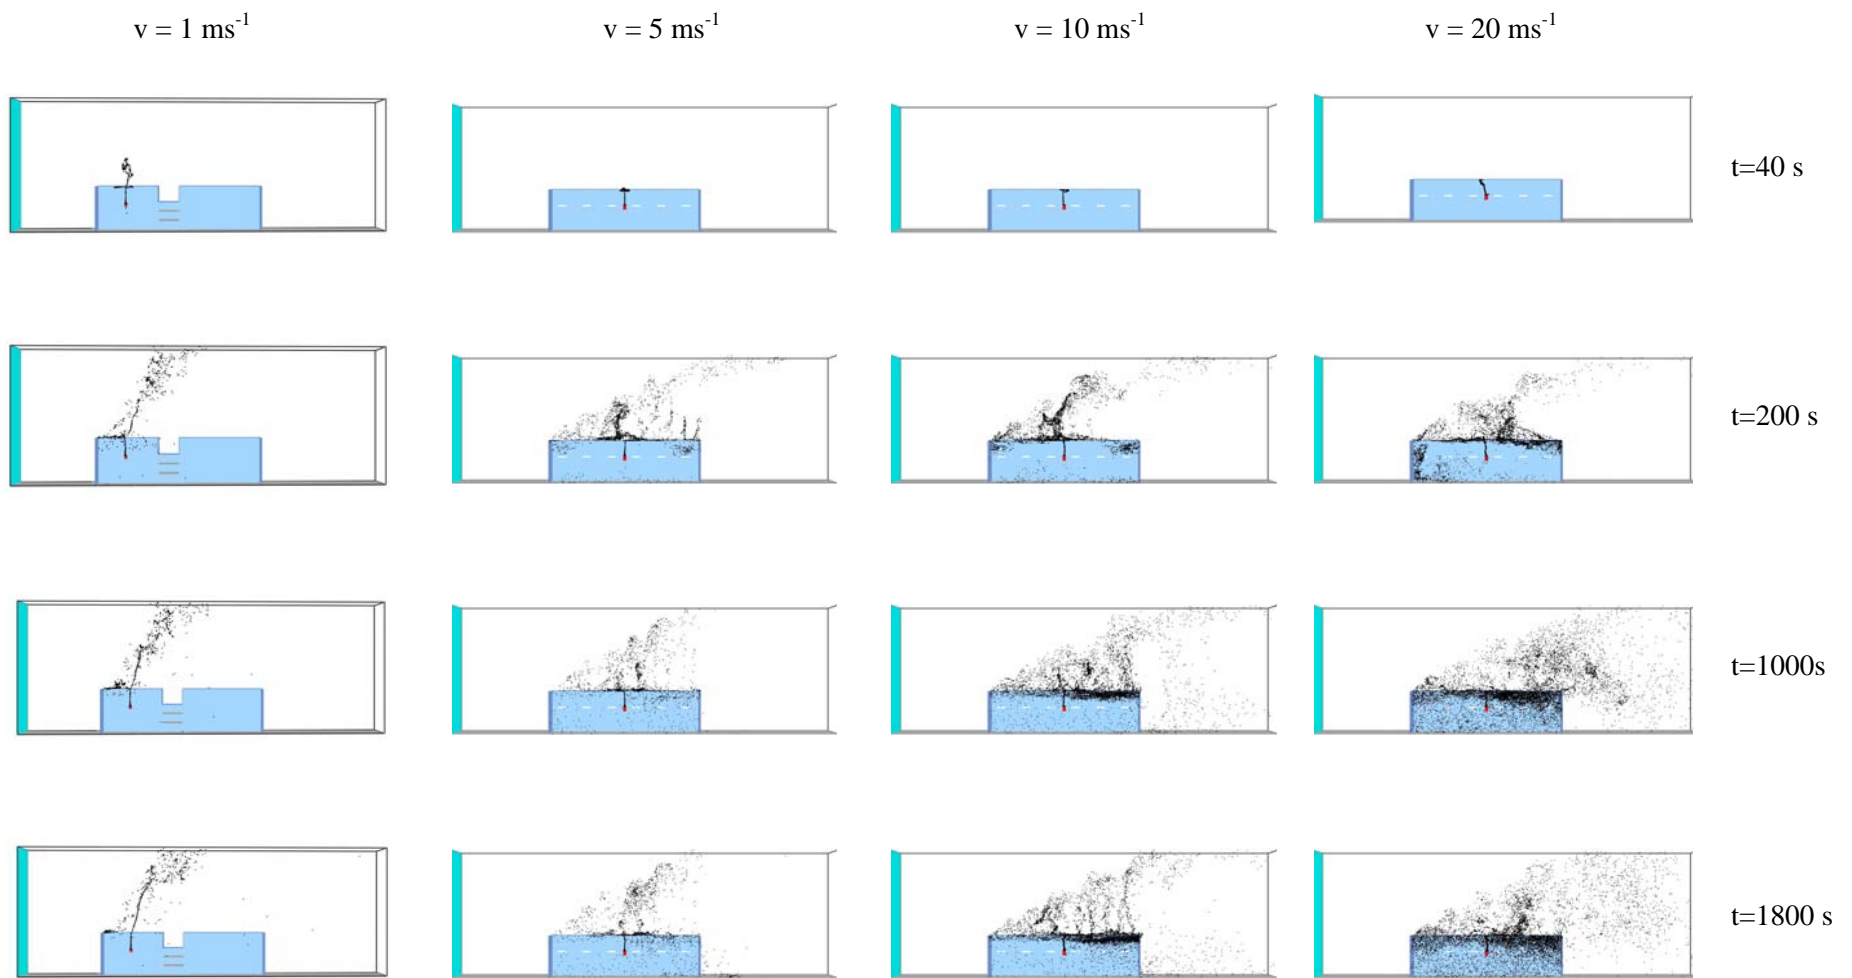 v = 1 ms⁻¹ v = 5 ms⁻¹ v = 10 ms⁻¹ v = 20 ms⁻¹
t=40 s
t=200 s
t=1000s
t=1800 s